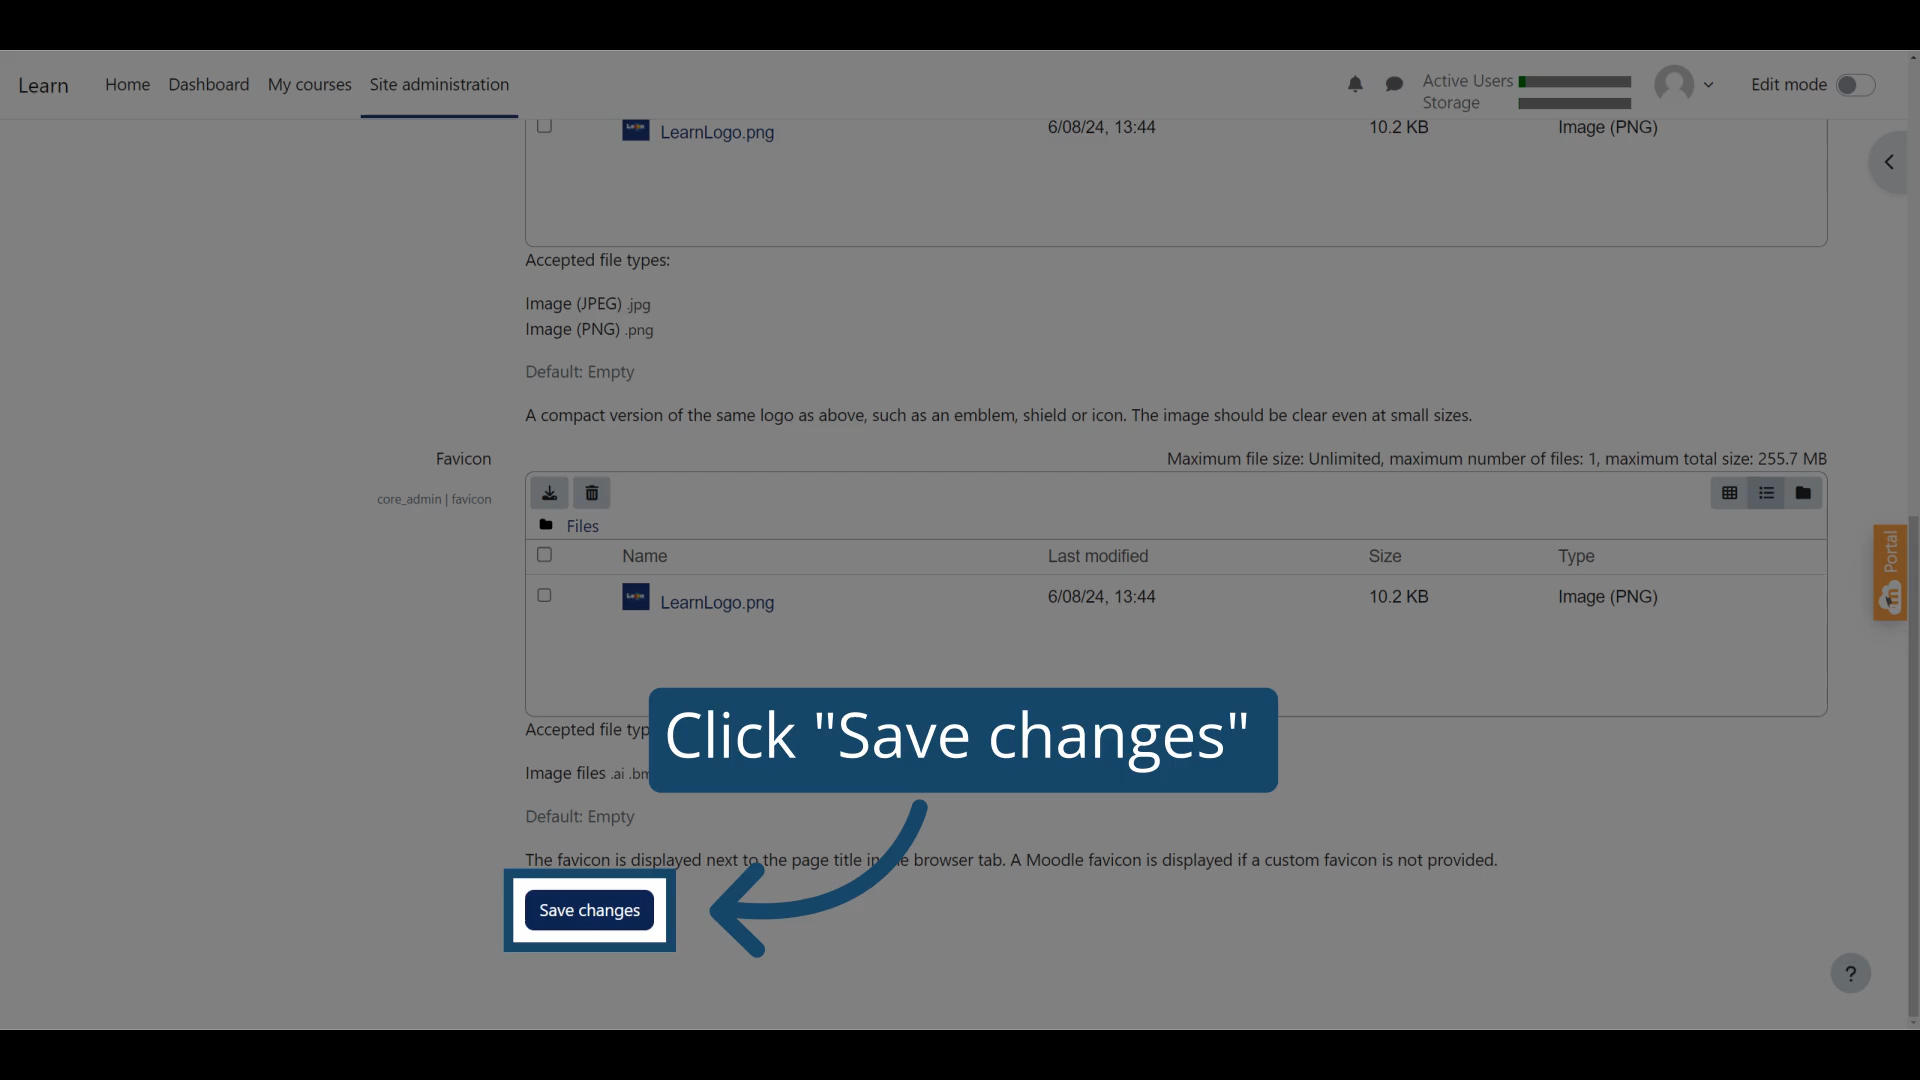 Learn Home Dashboard My courses Site administration Active Users Edit mode
Storage
LearnLogo.png 6/08/24, 13:44 10.2 KB Image (PNG)
Accepted file types:
Image (JPEG) .jpg
Image (PNG) .png
Default: Empty
A compact version of the same logo as above, such as an emblem, shield or icon. The image should be clear even at small sizes.
Favicon Maximum file size: Unlimited, maximum number of files: 1, maximum total size: 255.7 MB
core_admin | favicon
Files
Name Last modified Size Type
LearnLogo.png 6/08/24, 13:44 10.2 KB Image (PNG)
Portal
Accepted file typ
Click "Save changes"
Image files .ai .bm
Default: Empty
The favicon is displayed next to the page title in browser tab. A Moodle favicon is displayed if a custom favicon is not provided.
Save changes
?